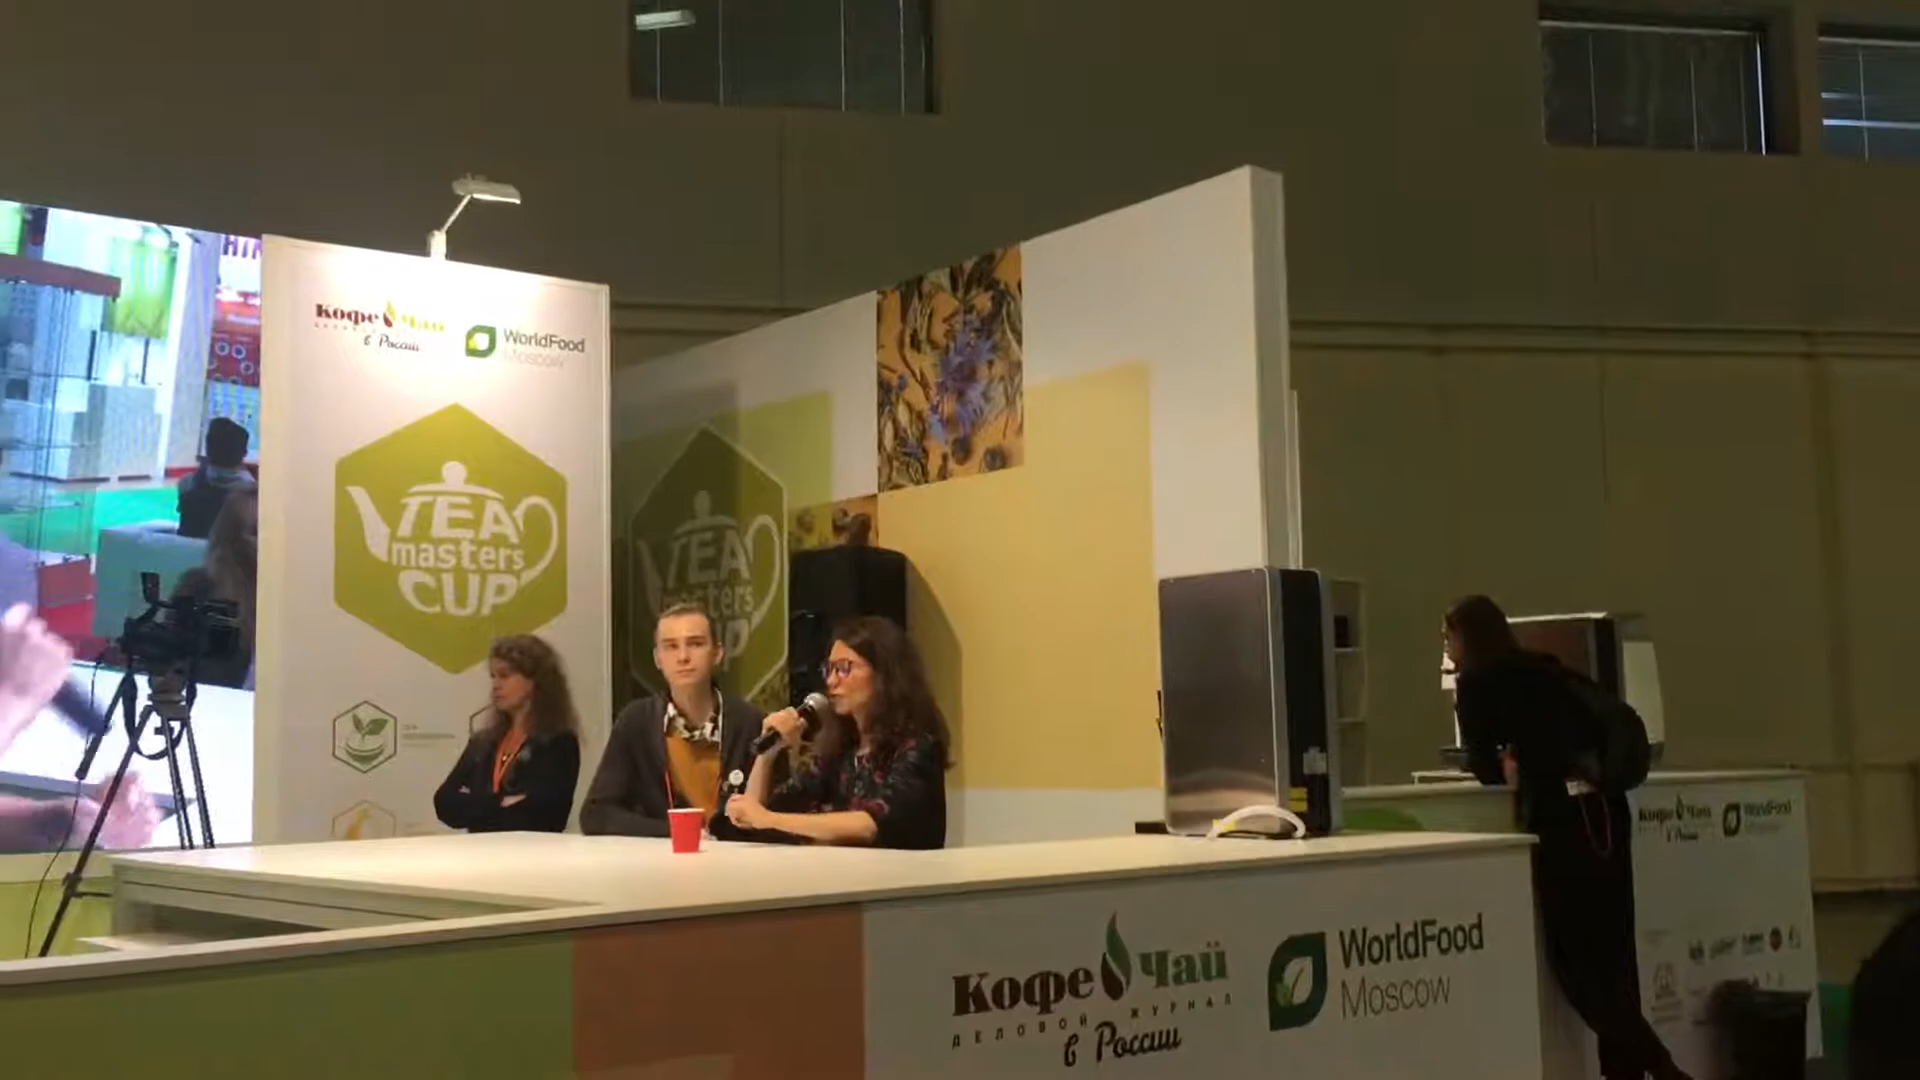 Кофе Чай
в России
WorldFood
Moscow
TEA
masters
CUP
TEA
masters
CUP
Кофе Чай
ДЕЛОВОЙ ЖУРНАЛ
в России
WorldFood
Moscow
Кофе Чай
в России
WorldFood
Moscow